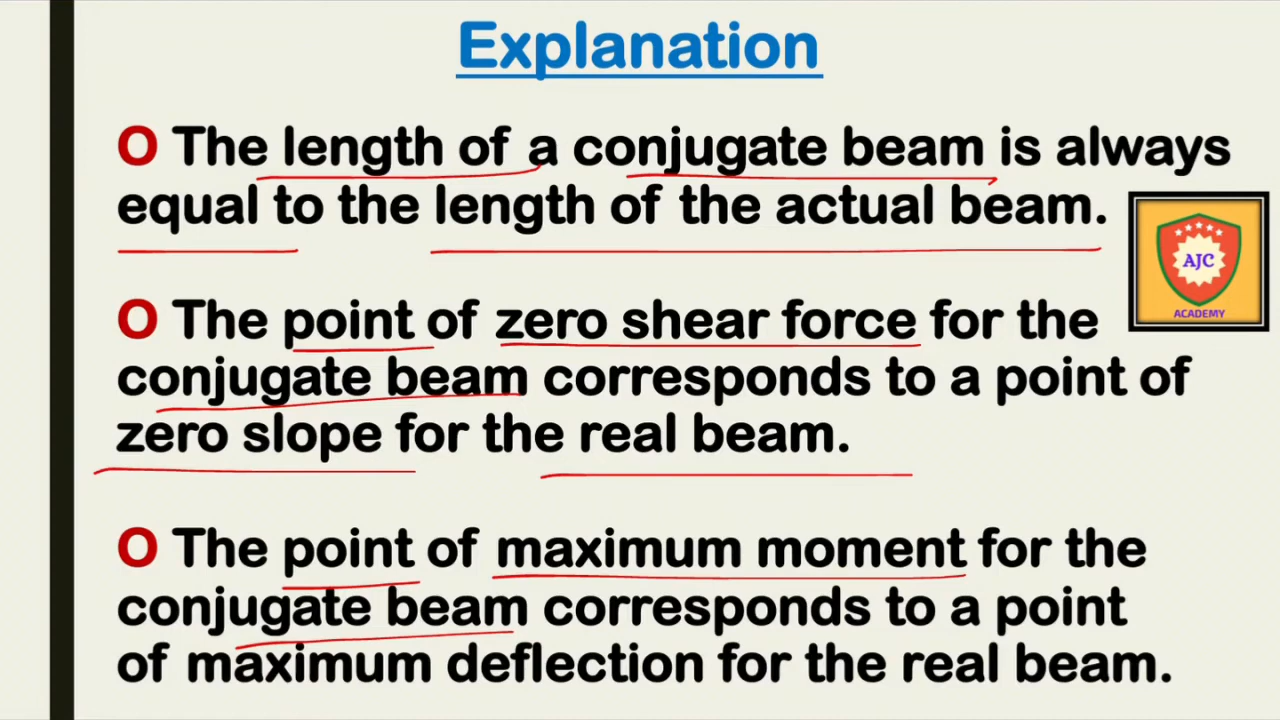 Explanation
O The length of a conjugate beam is always
equal to the length of the actual beam.
AJC
ACADEMY
O The point of zero shear force for the
conjugate beam corresponds to a point of
zero slope for the real beam.
O The point of maximum moment for the
conjugate beam corresponds to a point
of maximum deflection for the real beam.